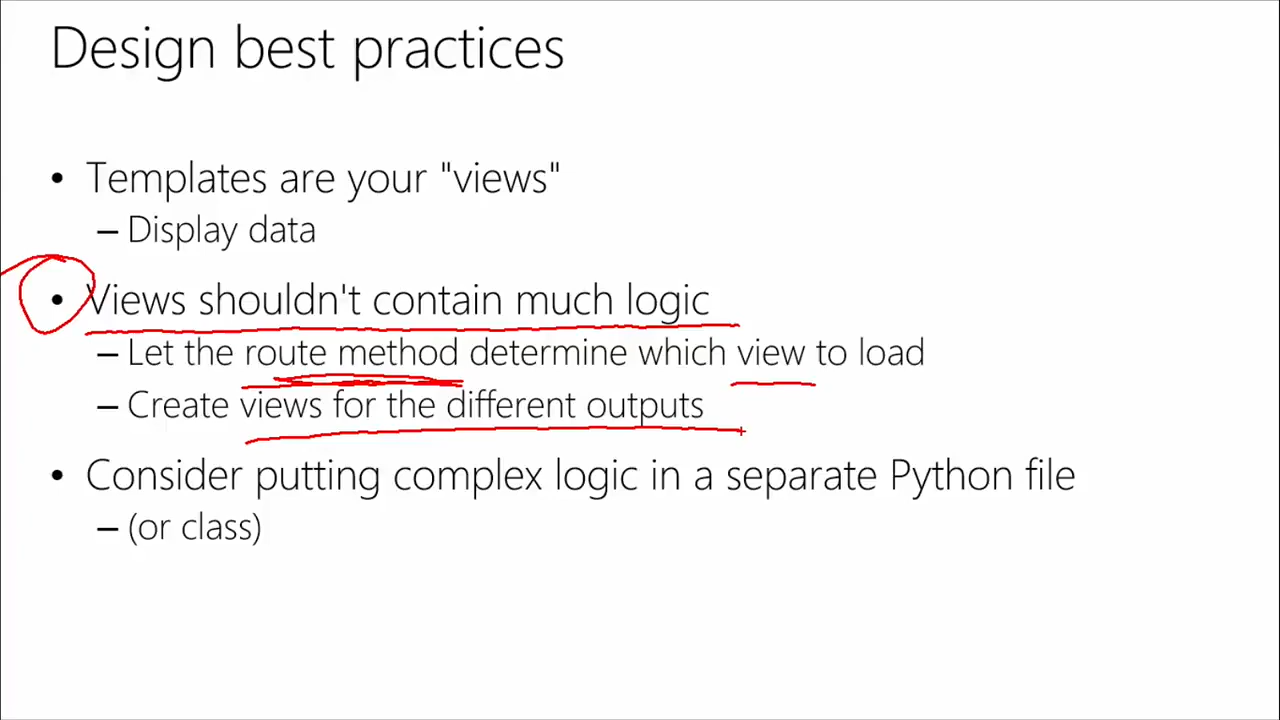 Design best practices
• Templates are your "views"
– Display data
• Views shouldn't contain much logic
– Let the route method determine which view to load
– Create views for the different outputs
• Consider putting complex logic in a separate Python file
– (or class)